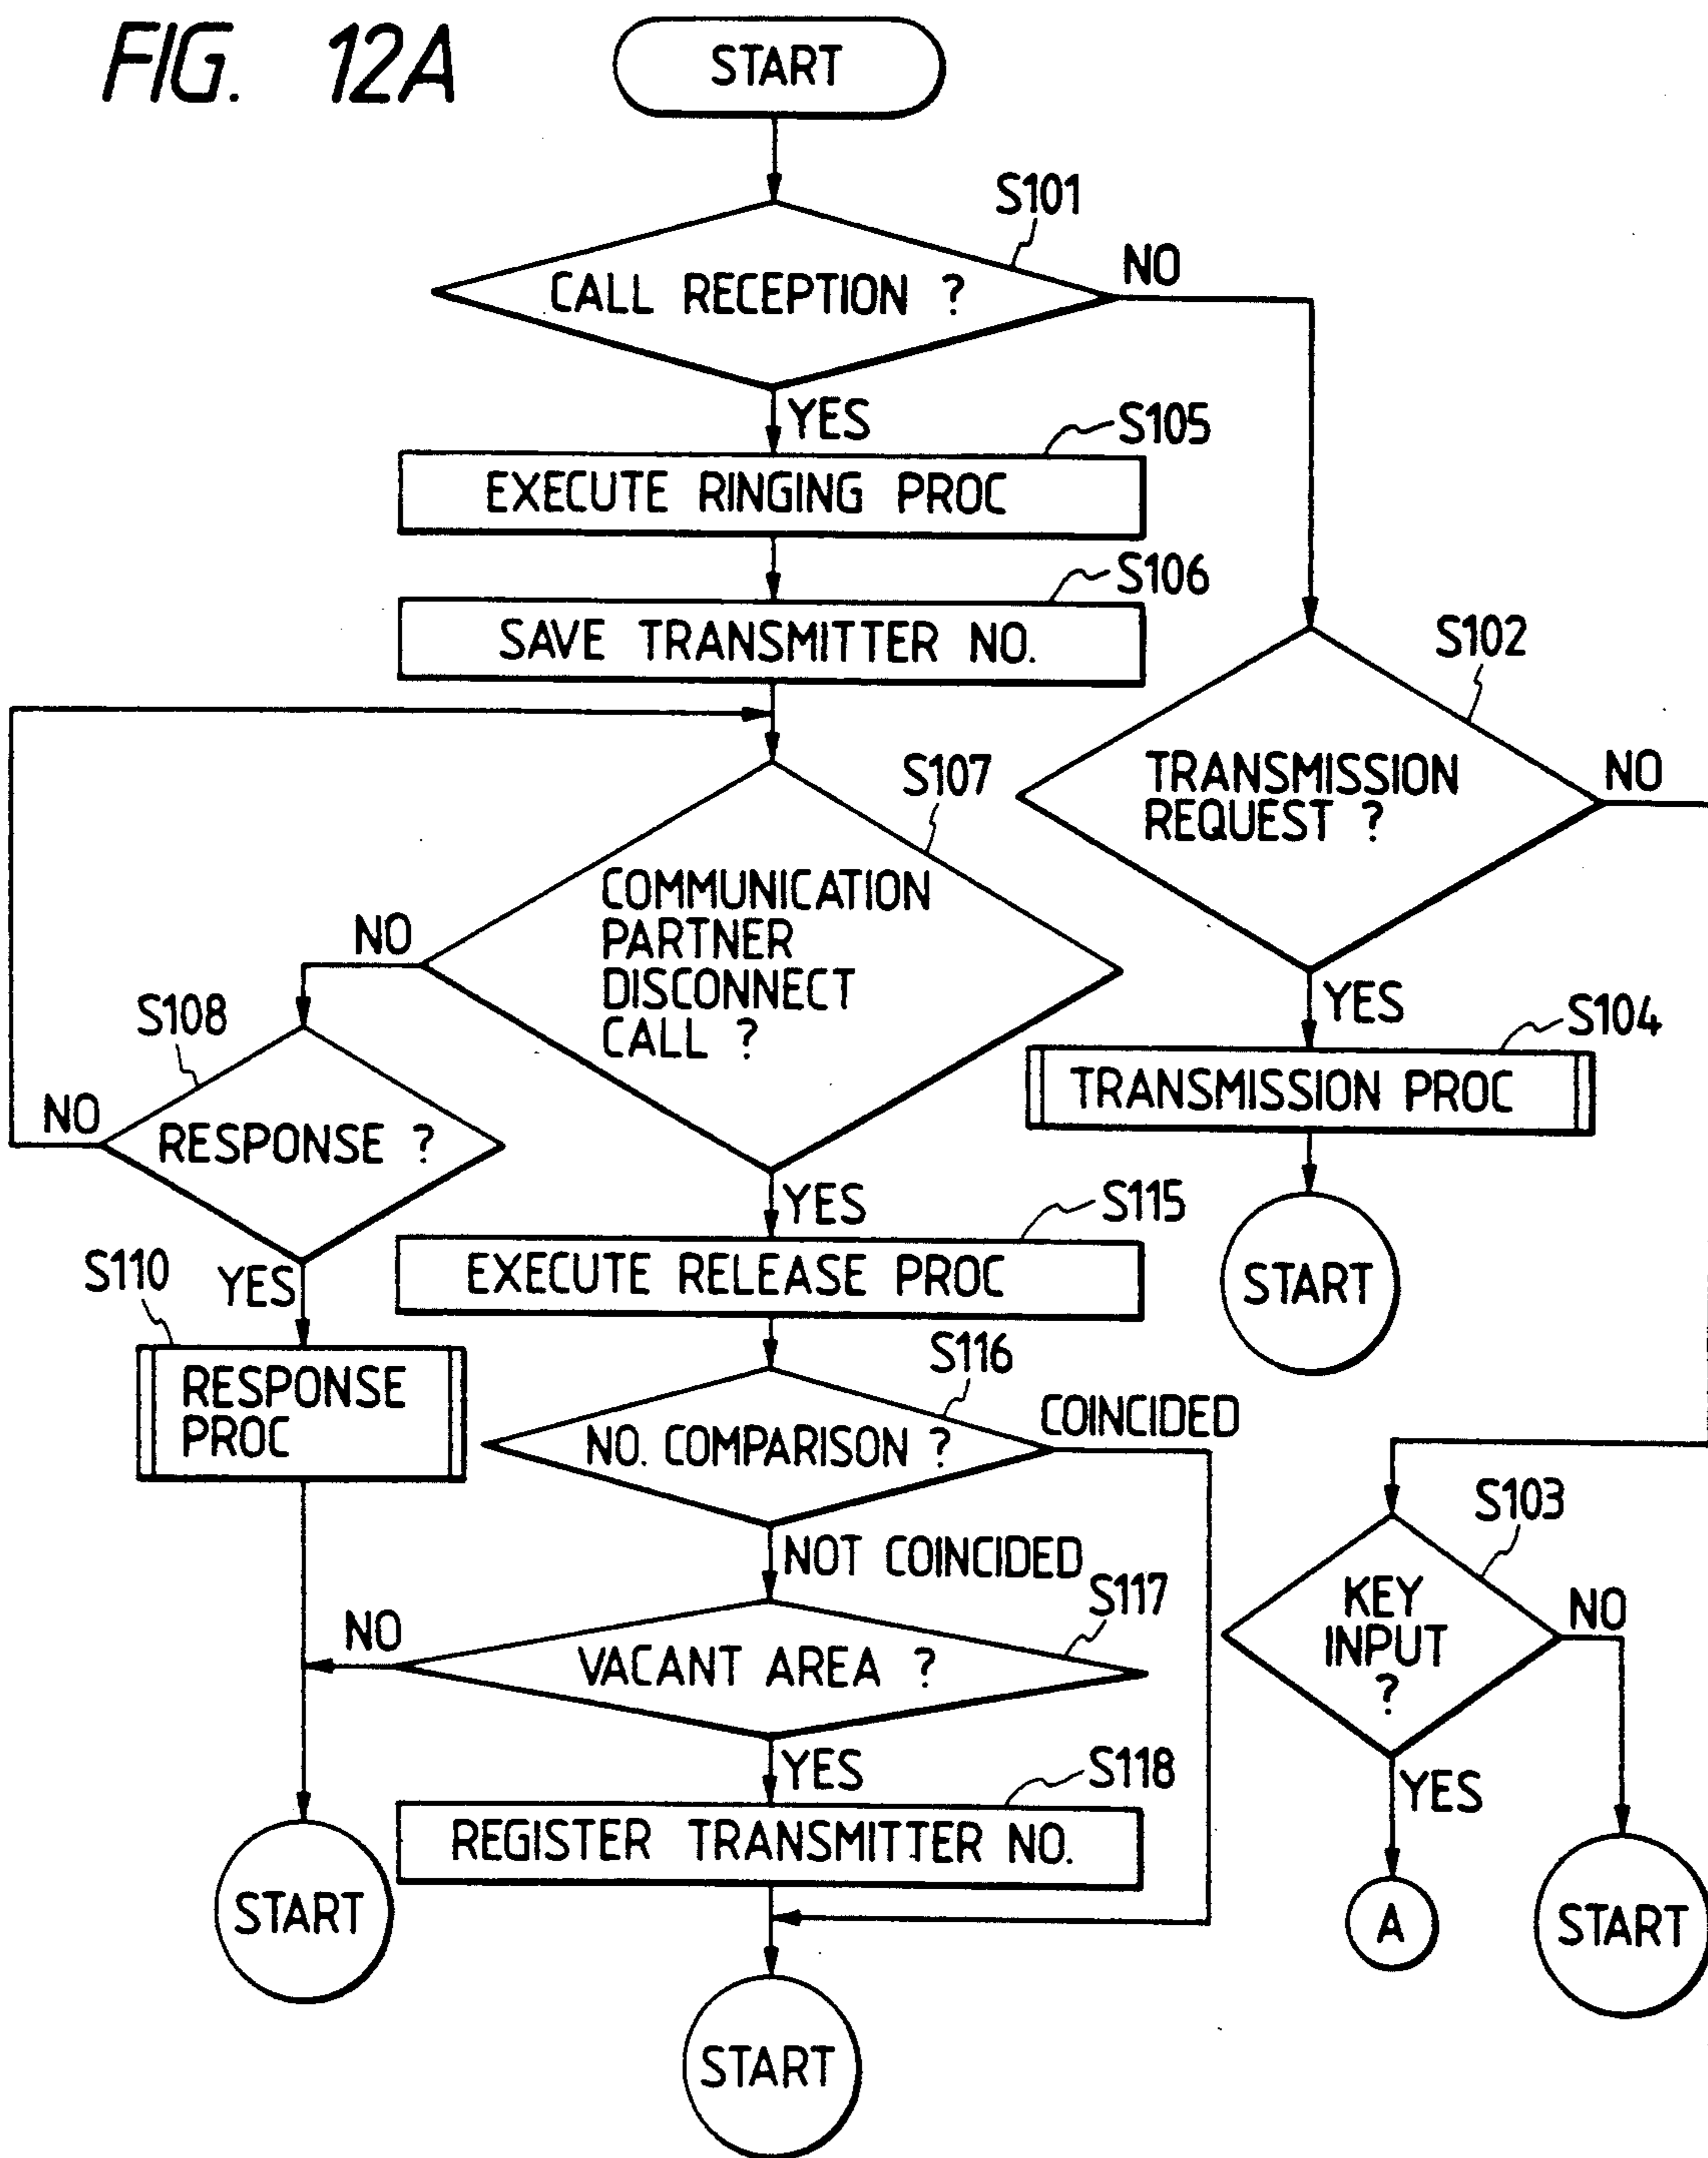 FIG. 12A
START
S101
CALL RECEPTION ?
NO
YES
S105
EXECUTE RINGING PROC
S106
SAVE TRANSMITTER NO.
S102
TRANSMISSION
REQUEST ?
NO
S107
COMMUNICATION
PARTNER
DISCONNECT
CALL ?
NO
YES
S104
TRANSMISSION PROC
START
S108
RESPONSE ?
NO
YES
S115
EXECUTE RELEASE PROC
S110
YES
RESPONSE
PROC
S116
NO. COMPARISON ?
COINCIDED
NOT COINCIDED
S103
KEY
INPUT
?
NO
S117
VACANT AREA ?
NO
YES
S118
REGISTER TRANSMITTER NO.
YES
START
A
START
START